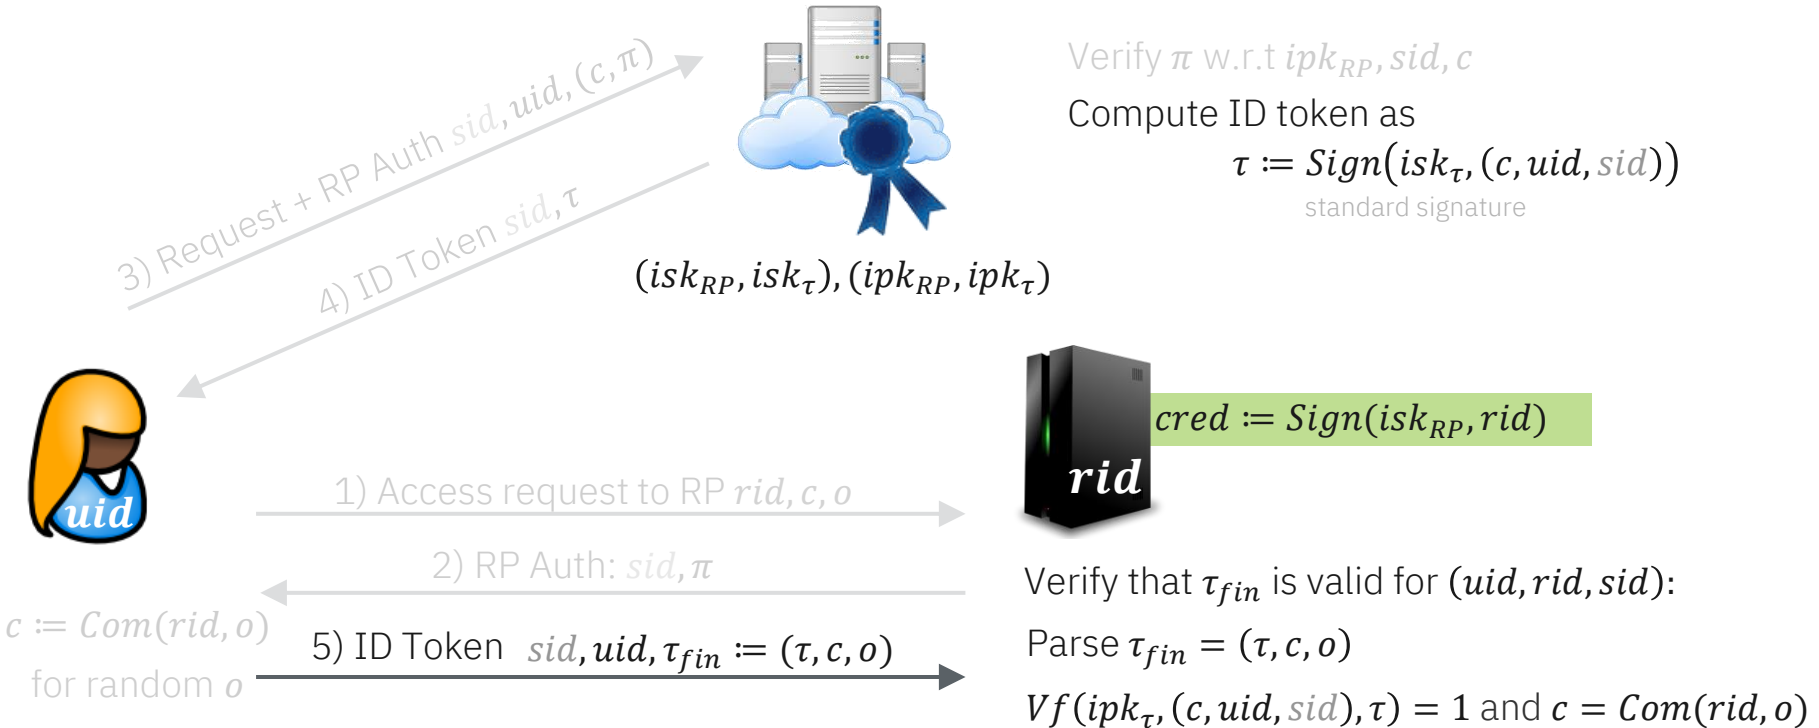 Verify π w.r.t ipk_RP, sid, c
Compute ID token as
τ ≔ Sign(isk_τ, (c, uid, sid))
standard signature
3) Request + RP Auth sid, uid, (c, π)
4) ID Token sid, τ
(isk_RP, isk_τ), (ipk_RP, ipk_τ)
cred ≔ Sign(isk_RP, rid)
rid
uid
1) Access request to RP rid, c, o
2) RP Auth: sid, π
c ≔ Com(rid, o)
for random o
5) ID Token sid, uid, τ_fin ≔ (τ, c, o)
Verify that τ_fin is valid for (uid, rid, sid):
Parse τ_fin = (τ, c, o)
Vf(ipk_τ, (c, uid, sid), τ) = 1 and c = Com(rid, o)